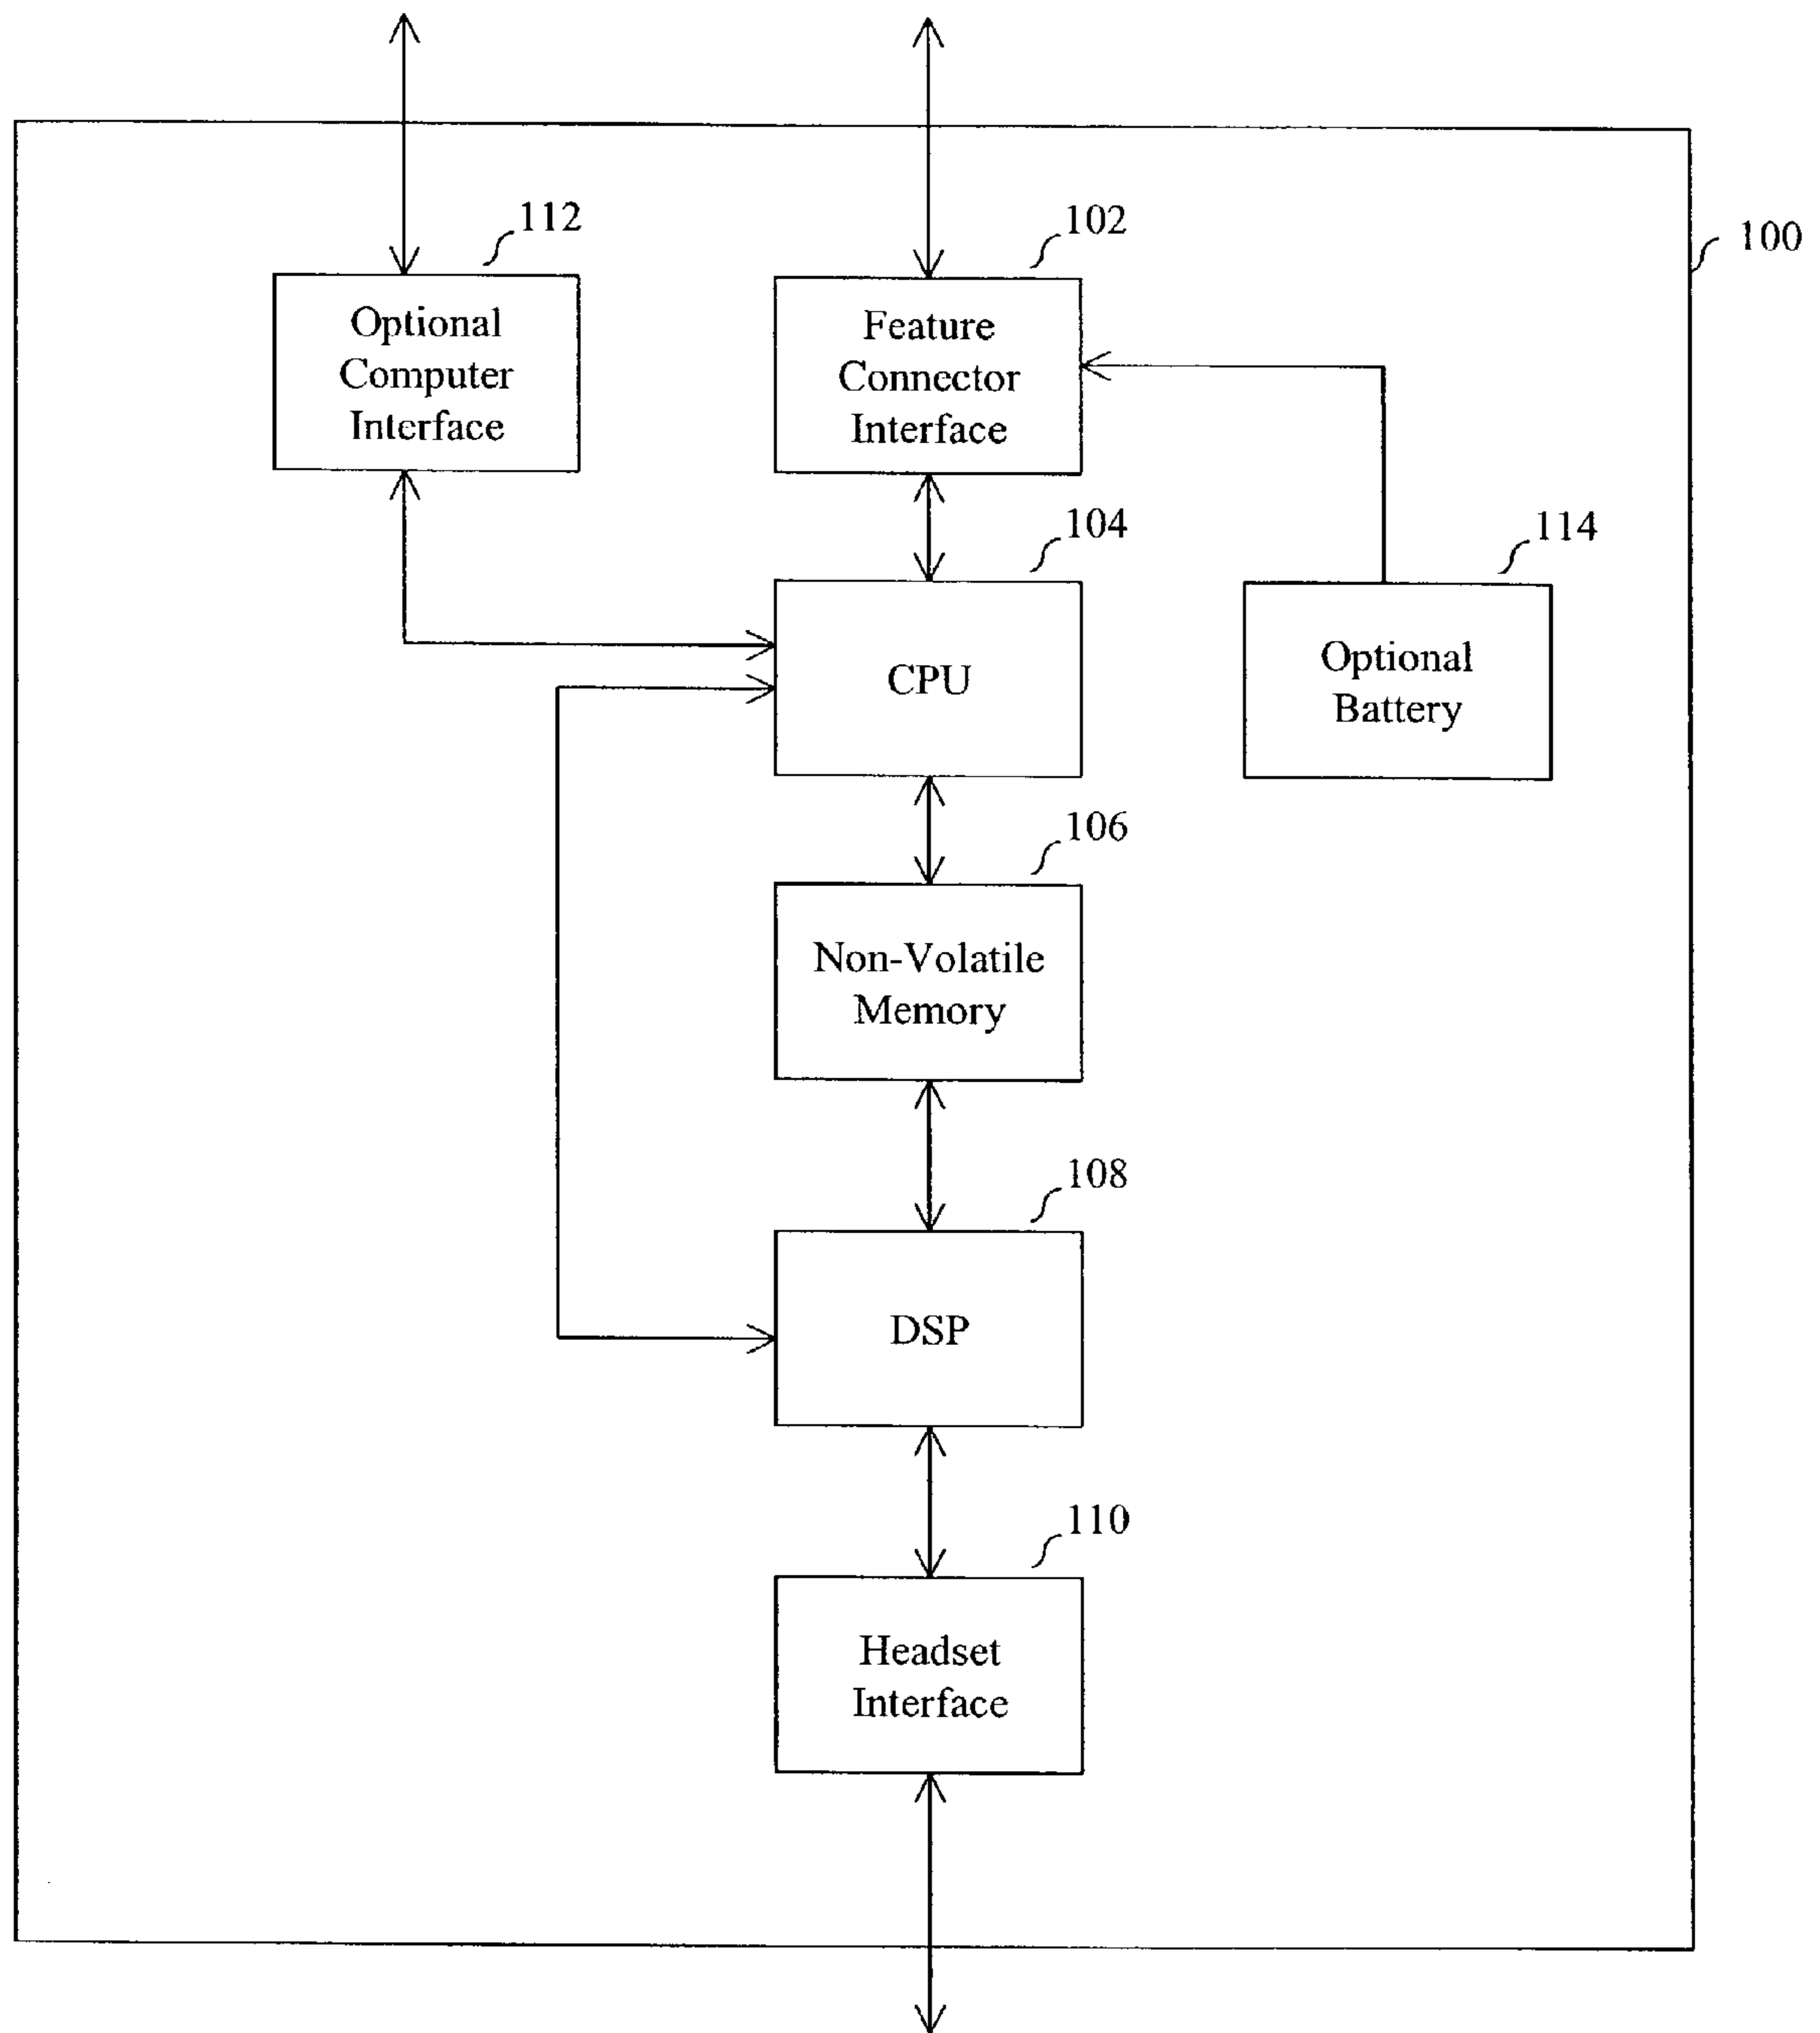 112
102
100
Optional
Computer
Interface
Feature
Connector
Interface
104
114
CPU
Optional
Battery
106
Non-Volatile
Memory
108
DSP
110
Headset
Interface